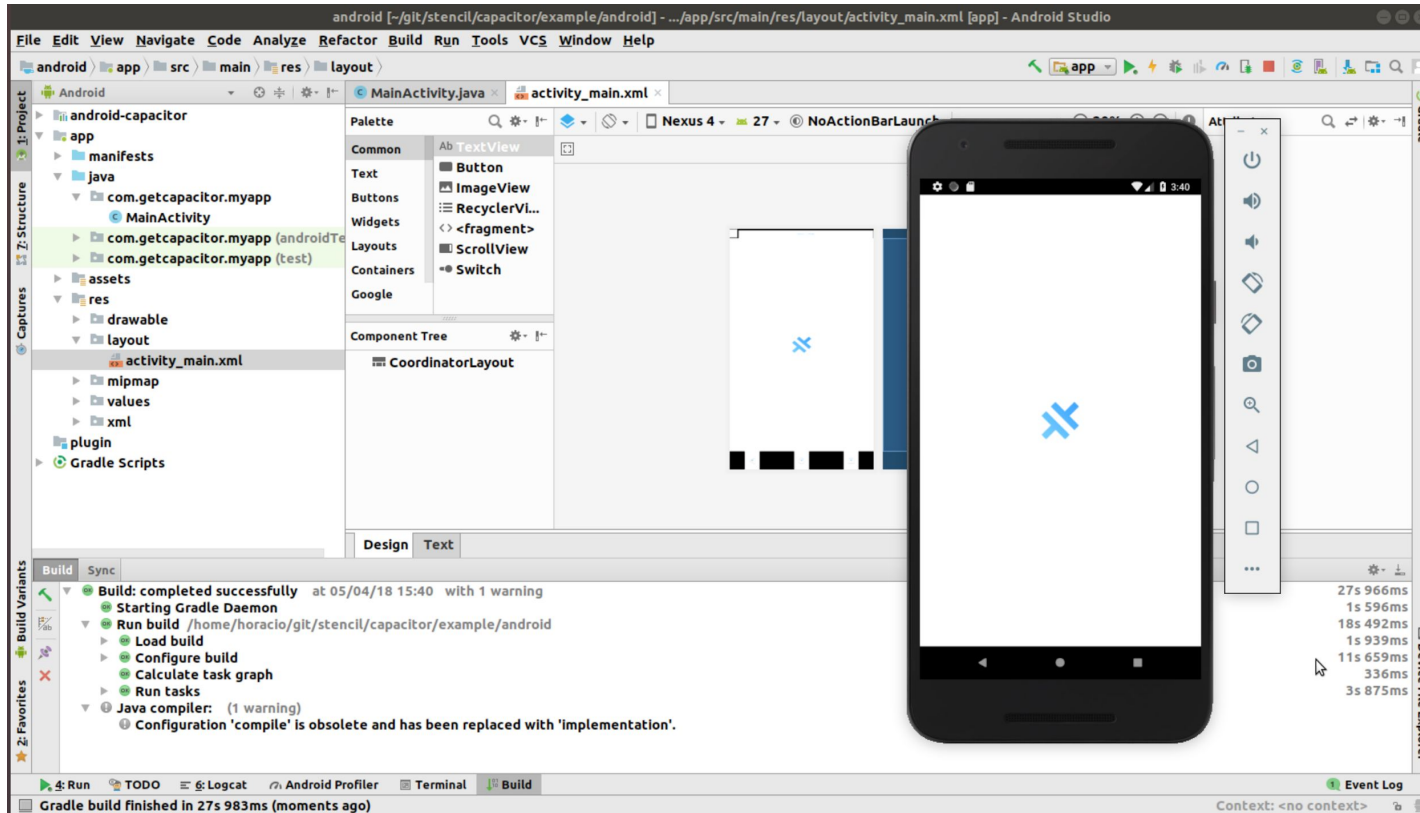 android [~/git/stencil/capacitor/example/android] - .../app/src/main/res/layout/activity_main.xml [app] - Android Studio
File Edit View Navigate Code Analyze Refactor Build Run Tools VCS Window Help
android app src main res layout
app
1: Project
7: Structure
Captures
Build Variants
2: Favorites
Android
android-capacitor
app
manifests
java
com.getcapacitor.myapp
MainActivity
com.getcapacitor.myapp (androidTe
com.getcapacitor.myapp (test)
assets
res
drawable
layout
activity_main.xml
mipmap
values
xml
plugin
Gradle Scripts
MainActivity.java
activity_main.xml
Palette
Common
Text
Buttons
Widgets
Layouts
Containers
Google
Ab TextView
Button
ImageView
RecyclerVi...
<fragment>
ScrollView
Switch
Component Tree
CoordinatorLayout
Nexus 4 27 NoActionBarLaunch
3:40
Design Text
Build Sync
Build: completed successfully at 05/04/18 15:40 with 1 warning 27s 966ms
Starting Gradle Daemon 1s 596ms
Run build /home/horacio/git/stencil/capacitor/example/android 18s 492ms
Load build 1s 939ms
Configure build 11s 659ms
Calculate task graph 336ms
Run tasks 3s 875ms
Java compiler: (1 warning)
Configuration 'compile' is obsolete and has been replaced with 'implementation'.
4: Run TODO 6: Logcat Android Profiler Terminal Build 1 Event Log
Gradle build finished in 27s 983ms (moments ago) Context: <no context>